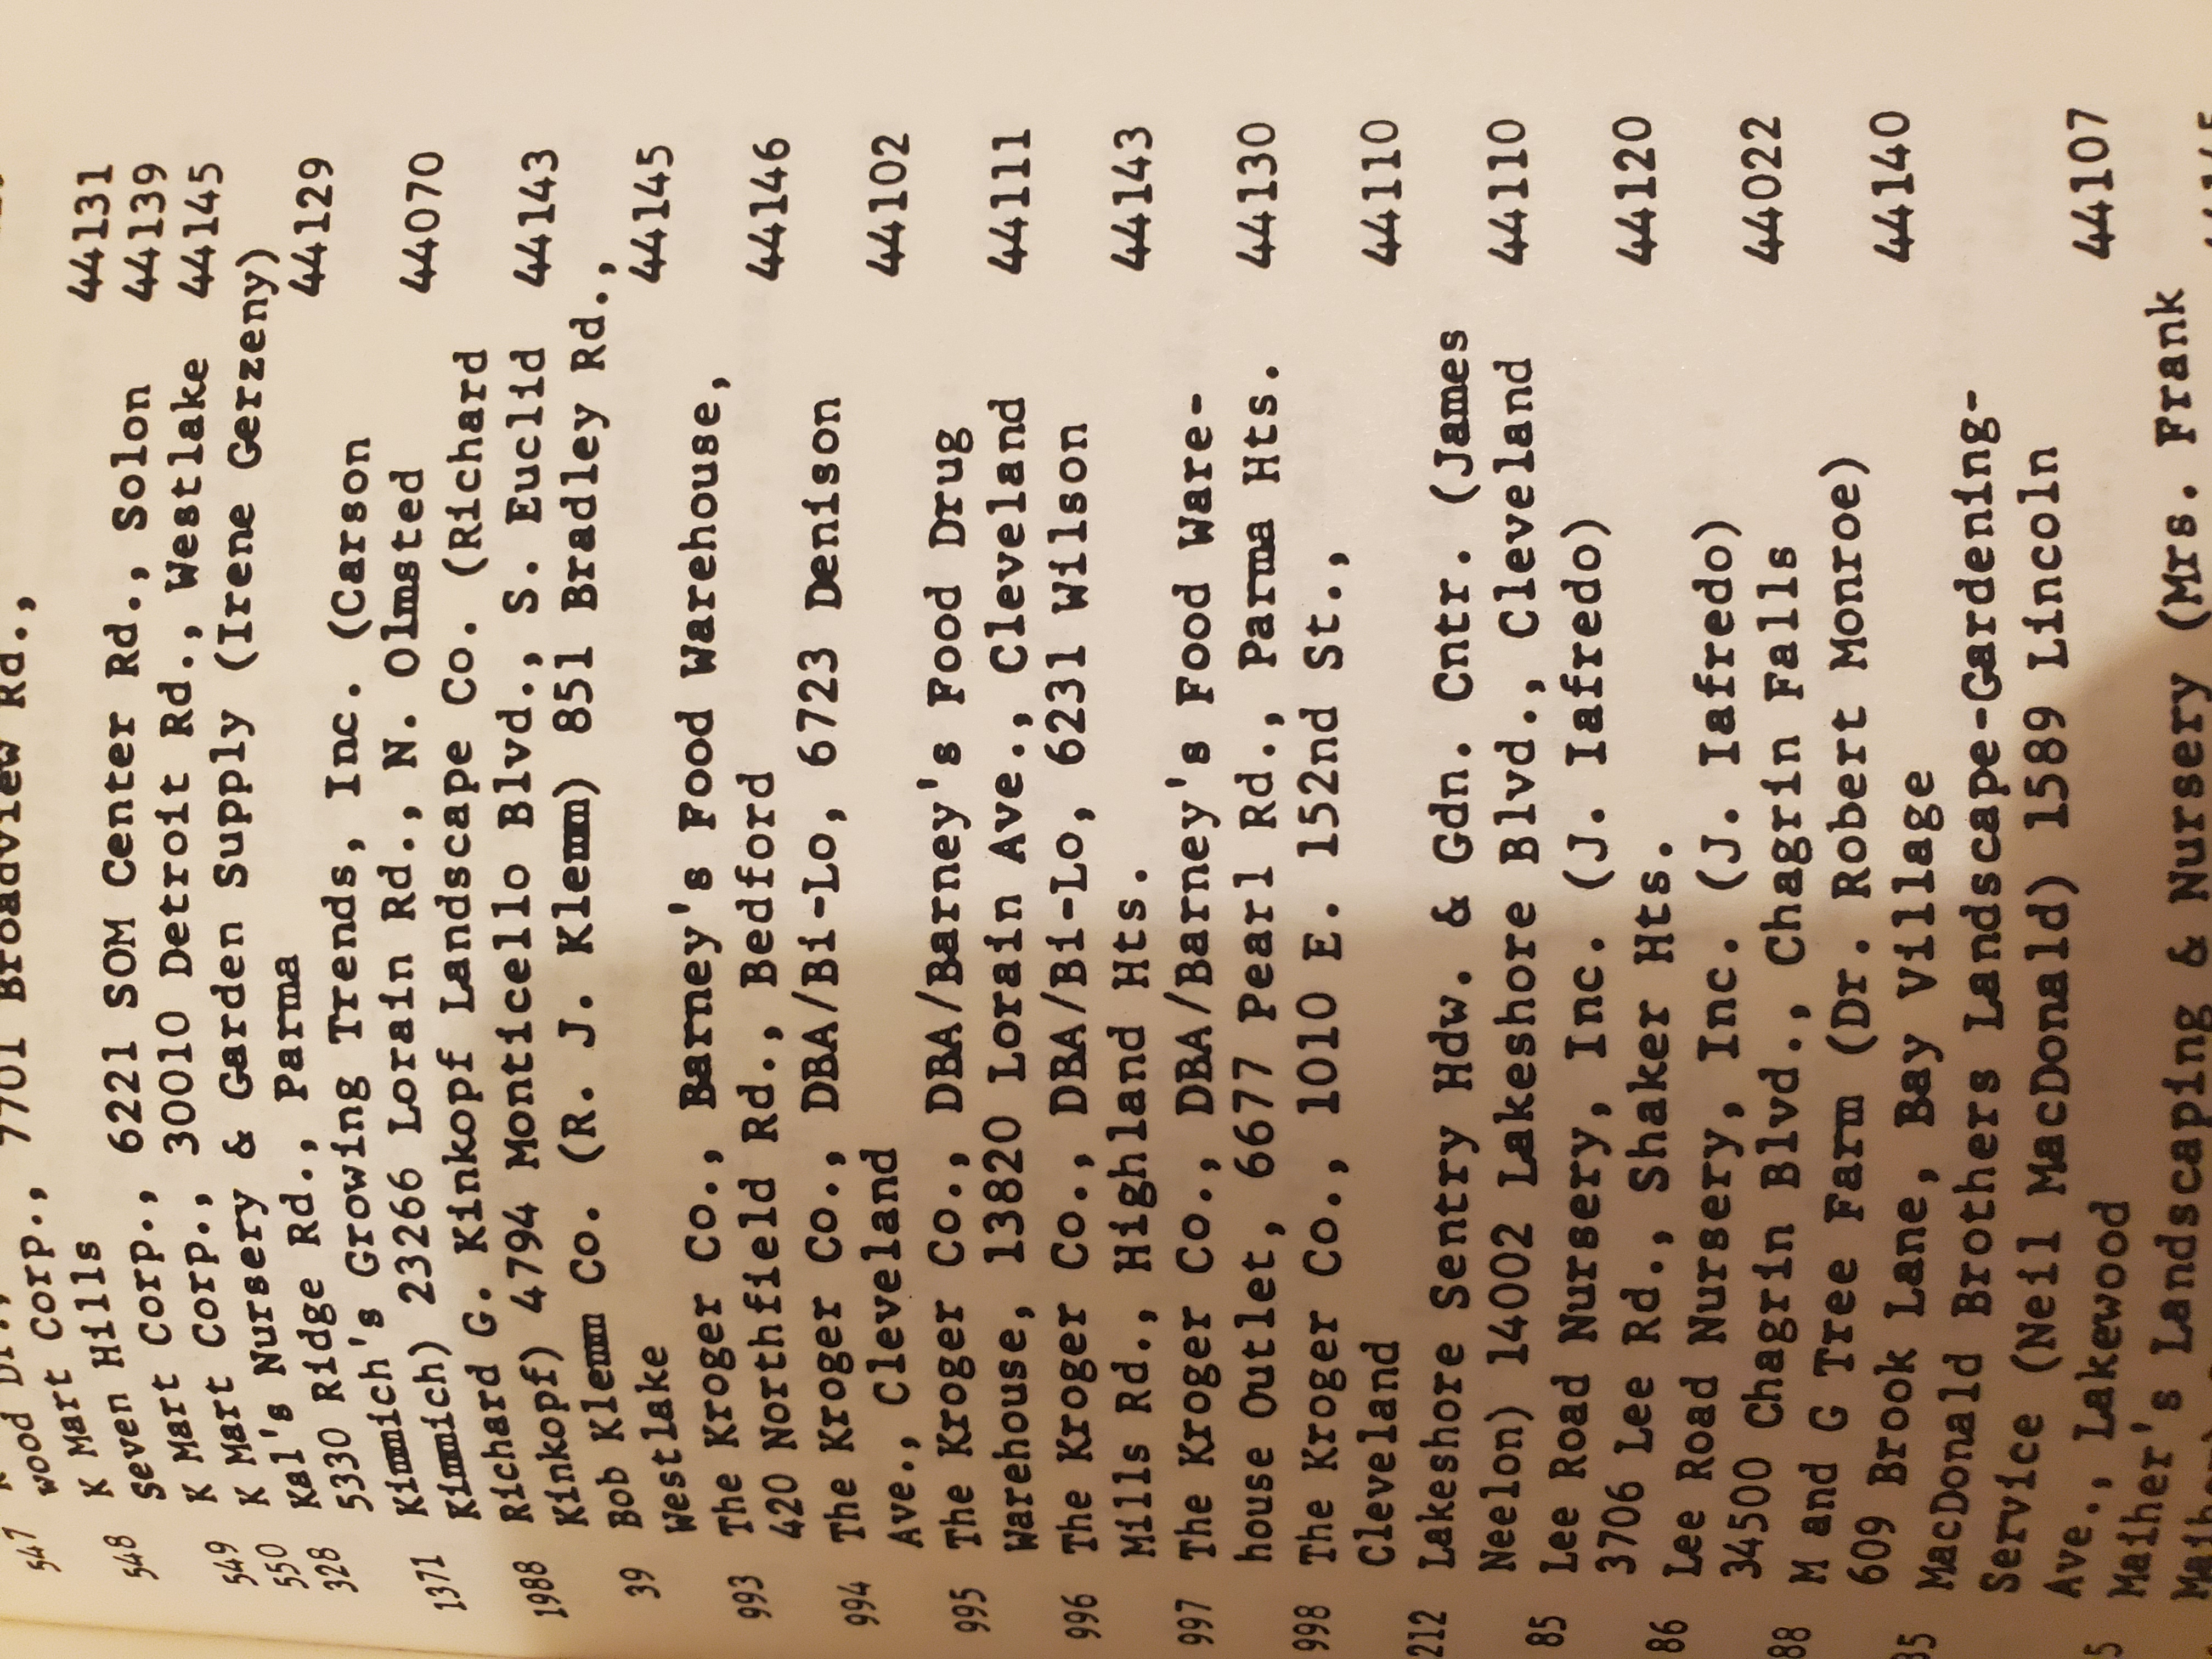 wood Dr.,
547 K Mart Corp., 7701 Broadview Rd.,
Seven Hills 44131
548 K Mart Corp., 6221 SOM Center Rd., Solon 44139
549 K Mart Corp., 30010 Detroit Rd., Westlake 44145
550 Kal's Nursery & Garden Supply (Irene Gerzeny)
328 5330 Ridge Rd., Parma 44129
Kimmich's Growing Trends, Inc. (Carson
1371 Kimmich) 23266 Lorain Rd., N. Olmsted 44070
Richard G. Kinkopf Landscape Co. (Richard
1988 Kinkopf) 4794 Monticello Blvd., S. Euclid 44143
Bob Klemm Co. (R. J. Klemm) 851 Bradley Rd.,
39 Westlake 44145
The Kroger Co., Barney's Food Warehouse,
993 420 Northfield Rd., Bedford 44146
The Kroger Co., DBA/Bi-Lo, 6723 Denison
994 Ave., Cleveland 44102
The Kroger Co., DBA/Barney's Food Drug
995 Warehouse, 13820 Lorain Ave., Cleveland 44111
The Kroger Co., DBA/Bi-Lo, 6231 Wilson
996 Mills Rd., Highland Hts. 44143
The Kroger Co., DBA/Barney's Food Ware-
997 house Outlet, 6677 Pearl Rd., Parma Hts. 44130
998 The Kroger Co., 1010 E. 152nd St.,
Cleveland 44110
212 Lakeshore Sentry Hdw. & Gdn. Cntr. (James
Neelon) 14002 Lakeshore Blvd., Cleveland 44110
85 Lee Road Nursery, Inc. (J. Iafredo)
3706 Lee Rd., Shaker Hts. 44120
86 Lee Road Nursery, Inc. (J. Iafredo)
34500 Chagrin Blvd., Chagrin Falls 44022
88 M and G Tree Farm (Dr. Robert Monroe)
609 Brook Lane, Bay Village 44140
MacDonald Brothers Landscape-Gardening-
Service (Neil MacDonald) 1589 Lincoln
Ave., Lakewood 44107
Maiher's Landscaping & Nursery (Mrs. Frank